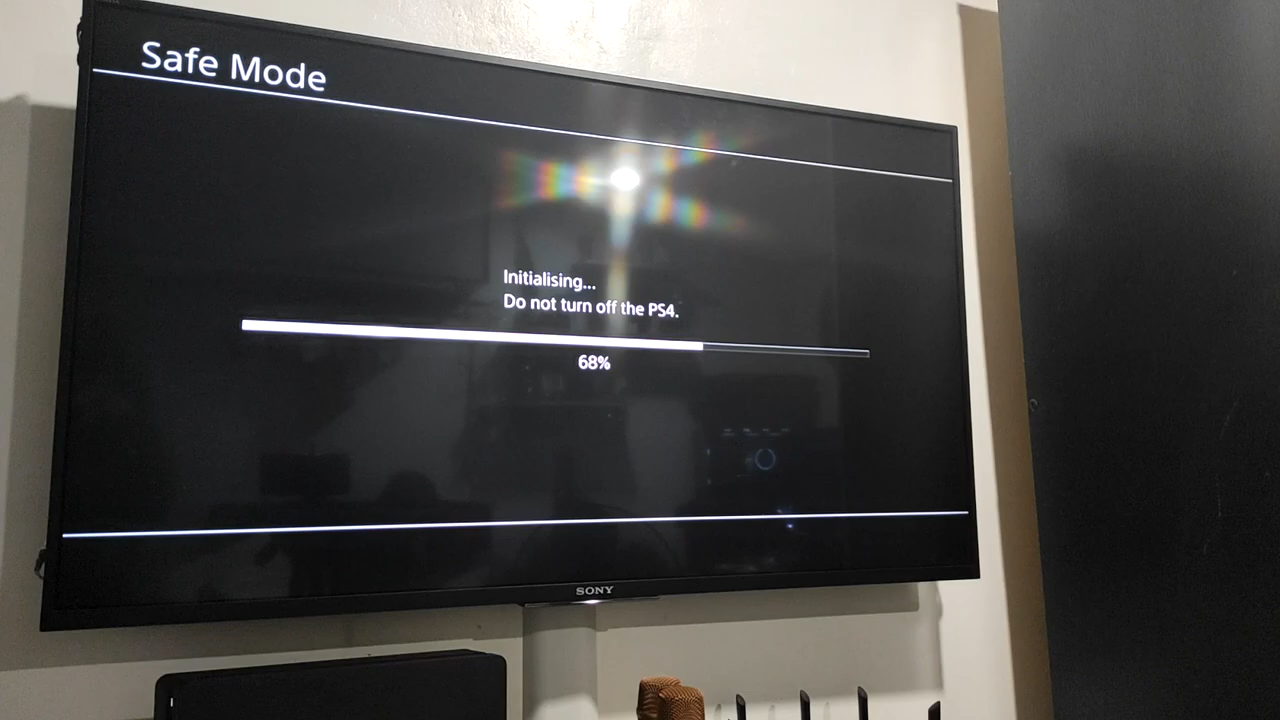 Safe Mode
Initialising...
Do not turn off the PS4.
68%
SONY